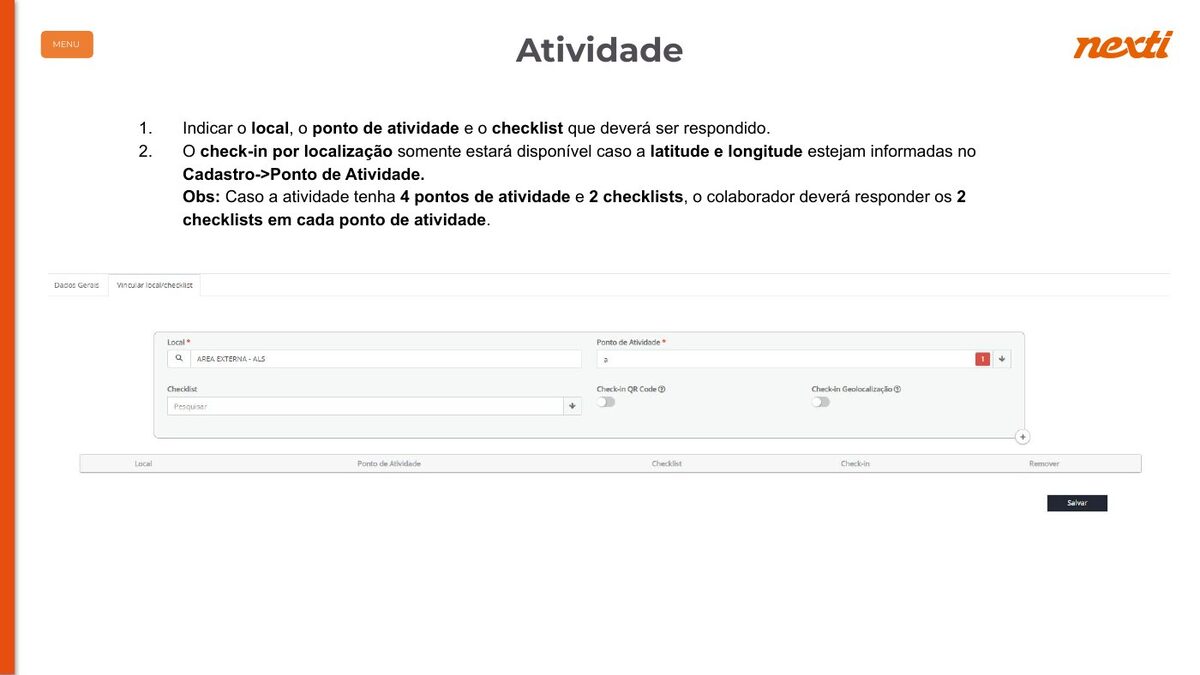 MENU
Atividade
nexti
1. Indicar o local, o ponto de atividade e o checklist que deverá ser respondido.
2. O check-in por localização somente estará disponível caso a latitude e longitude estejam informadas no
Cadastro->Ponto de Atividade.
Obs: Caso a atividade tenha 4 pontos de atividade e 2 checklists, o colaborador deverá responder os 2
checklists em cada ponto de atividade.
Dados Gerais Vincular local/checklist
Local * Ponto de Atividade *
AREA EXTERNA - ALS a 1
Checklist Check-in QR Code Check-in Geolocalização
Pesquisar
Local Ponto de Atividade Checklist Check-in Remover
Salvar